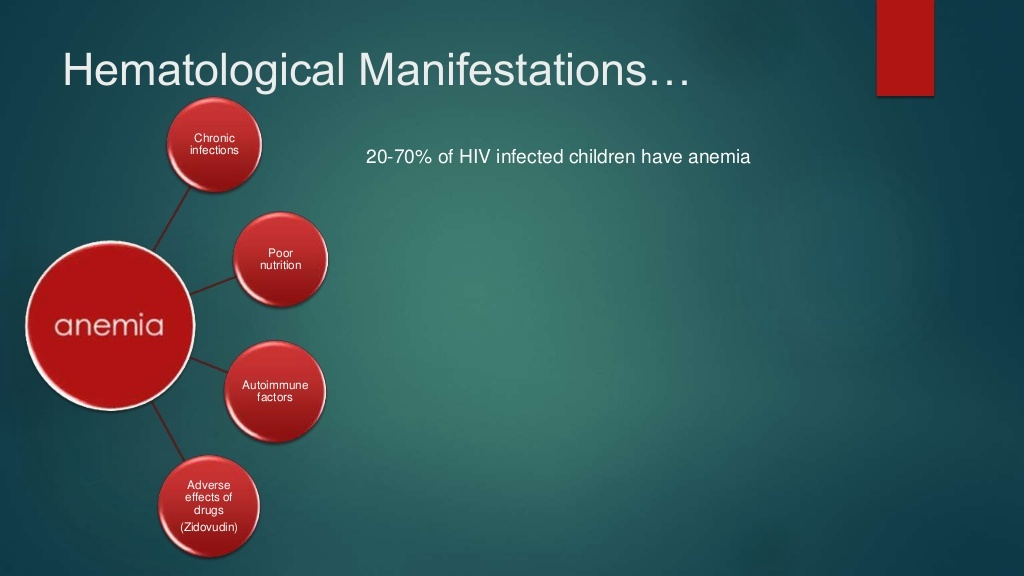 Hematological Manifestations…
Chronic
infections
20-70% of HIV infected children have anemia
Poor
nutrition
anemia
Autoimmune
factors
Adverse
effects of
drugs
(Zidovudin)